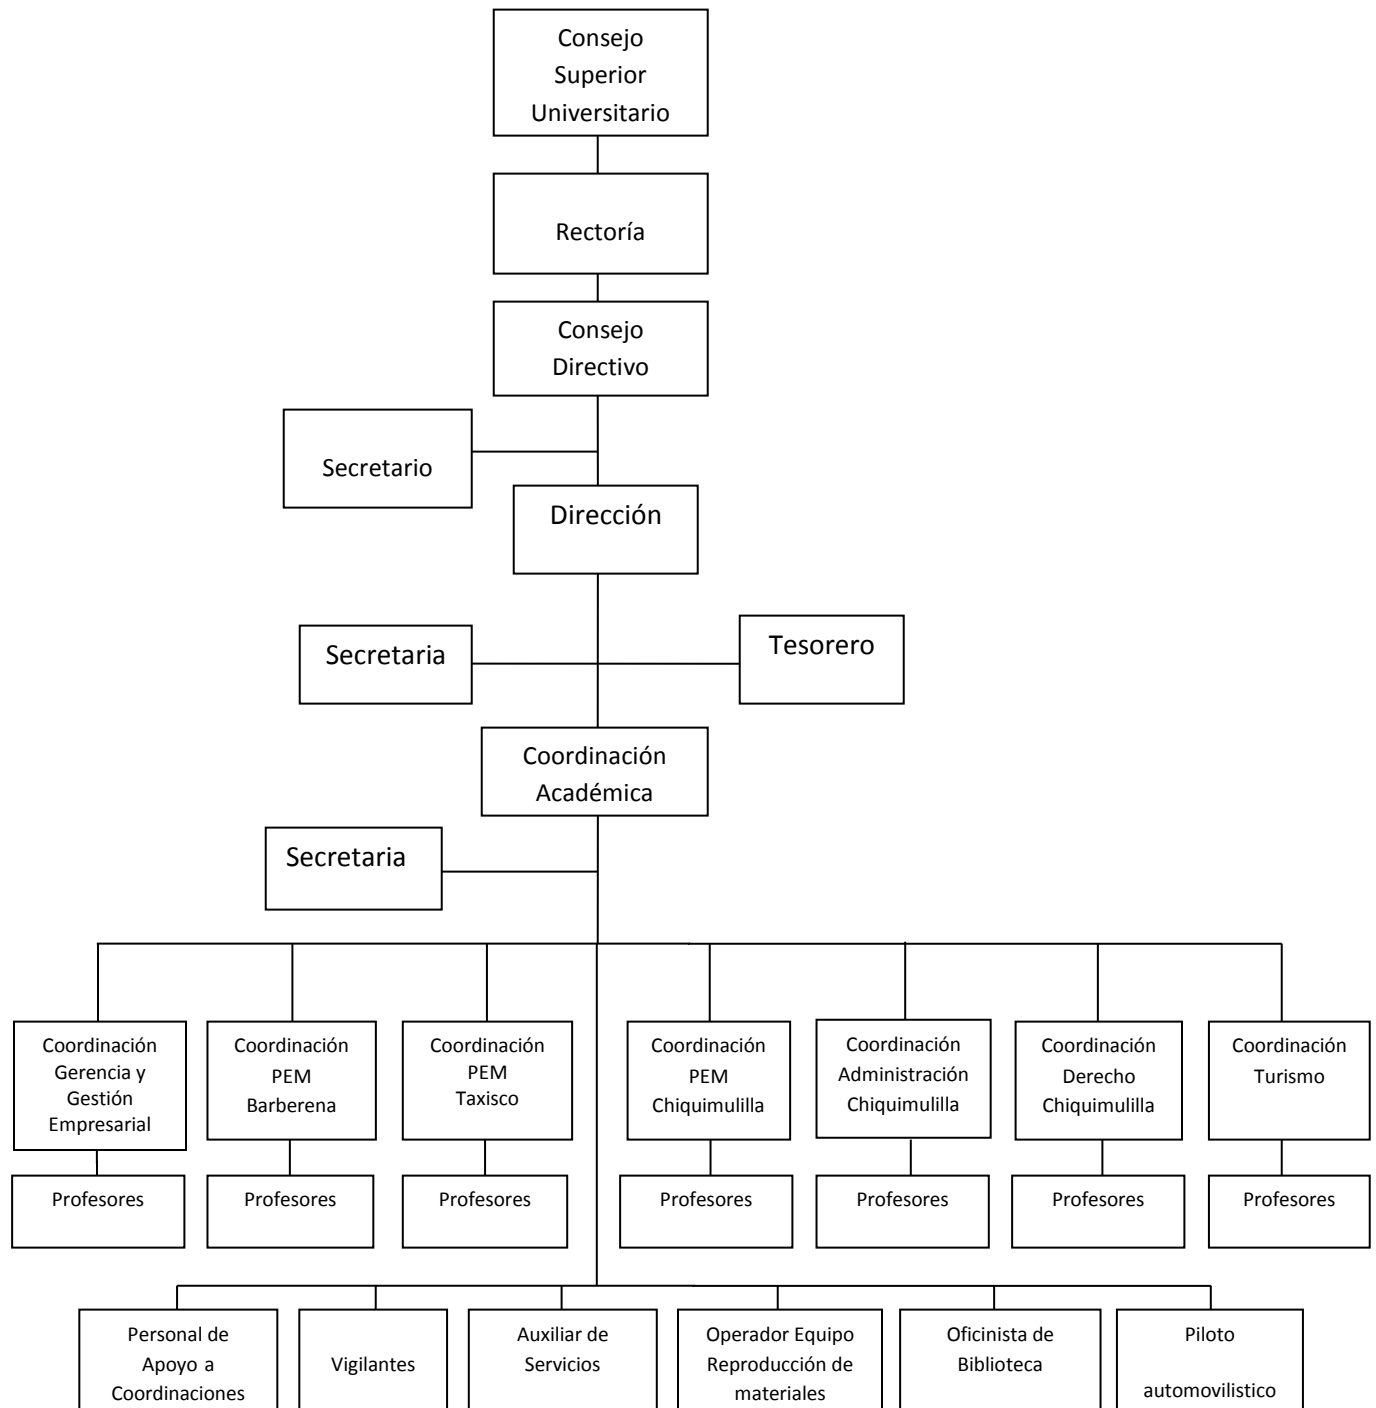 Consejo
Superior
Universitario
Rectoría
Consejo
Directivo
Secretario
Dirección
Secretaria
Tesorero
Coordinación
Académica
Secretaria
Coordinación
Gerencia y
Gestión
Empresarial
Coordinación
PEM
Barberena
Coordinación
PEM
Taxisco
Coordinación
PEM
Chiquimulilla
Coordinación
Administración
Chiquimulilla
Coordinación
Derecho
Chiquimulilla
Coordinación
Turismo
Profesores
Profesores
Profesores
Profesores
Profesores
Profesores
Profesores
Personal de
Apoyo a
Coordinaciones
Vigilantes
Auxiliar de
Servicios
Operador Equipo
Reproducción de
materiales
Oficinista de
Biblioteca
Piloto
automovilistico